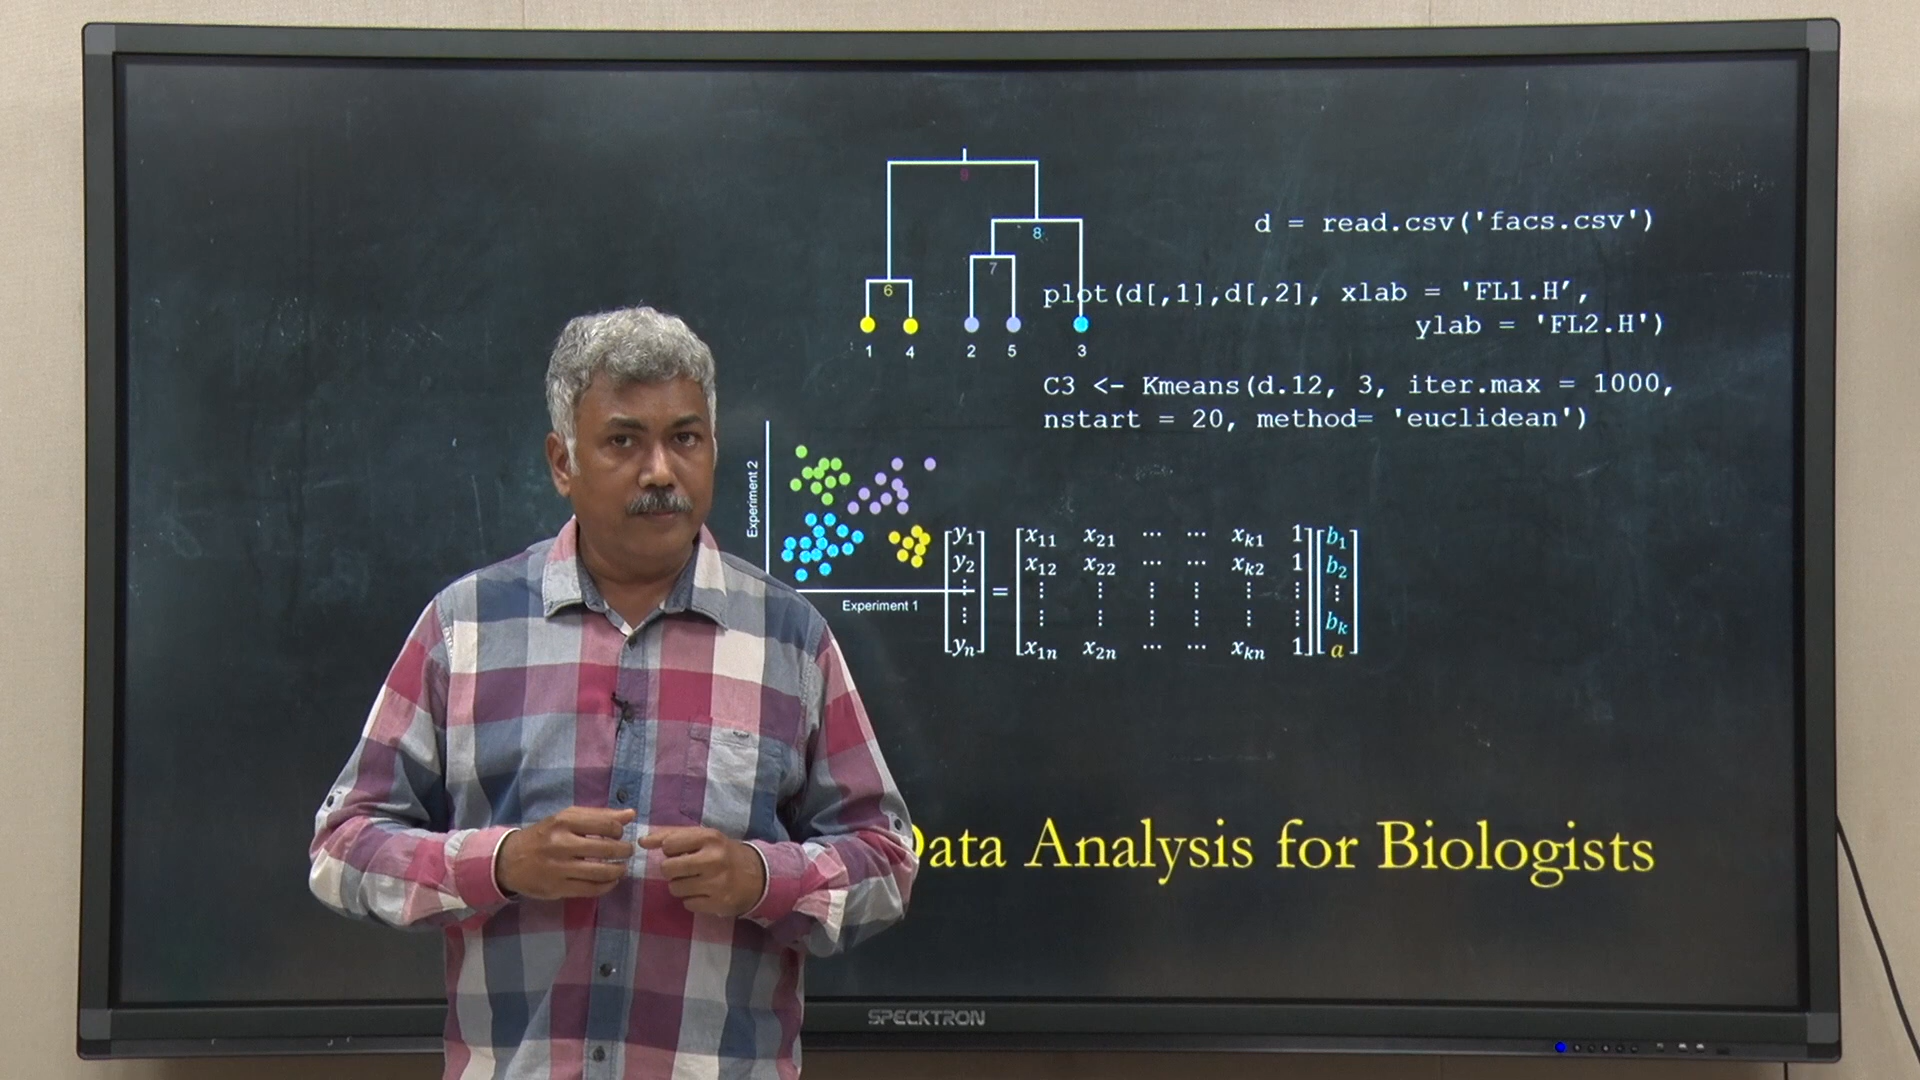 9
8
7
6
1 4 2 5 3
d = read.csv('facs.csv')
plot(d[,1],d[,2], xlab = 'FL1.H',
ylab = 'FL2.H')
C3 <- Kmeans(d.12, 3, iter.max = 1000,
nstart = 20, method= 'euclidean')
Experiment 2
Experiment 1
y₁ x₁₁ x₂₁ ⋯ ⋯ xₖ₁ 1 b₁
y₂ x₁₂ x₂₂ ⋯ ⋯ xₖ₂ 1 b₂
⋮ = ⋮ ⋮ ⋮ ⋮ ⋮ ⋮ ⋮
⋮ ⋮ ⋮ ⋮ ⋮ ⋮ ⋮ bₖ
yₙ x₁ₙ x₂ₙ ⋯ ⋯ xₖₙ 1 a
Data Analysis for Biologists
SPECKTRON